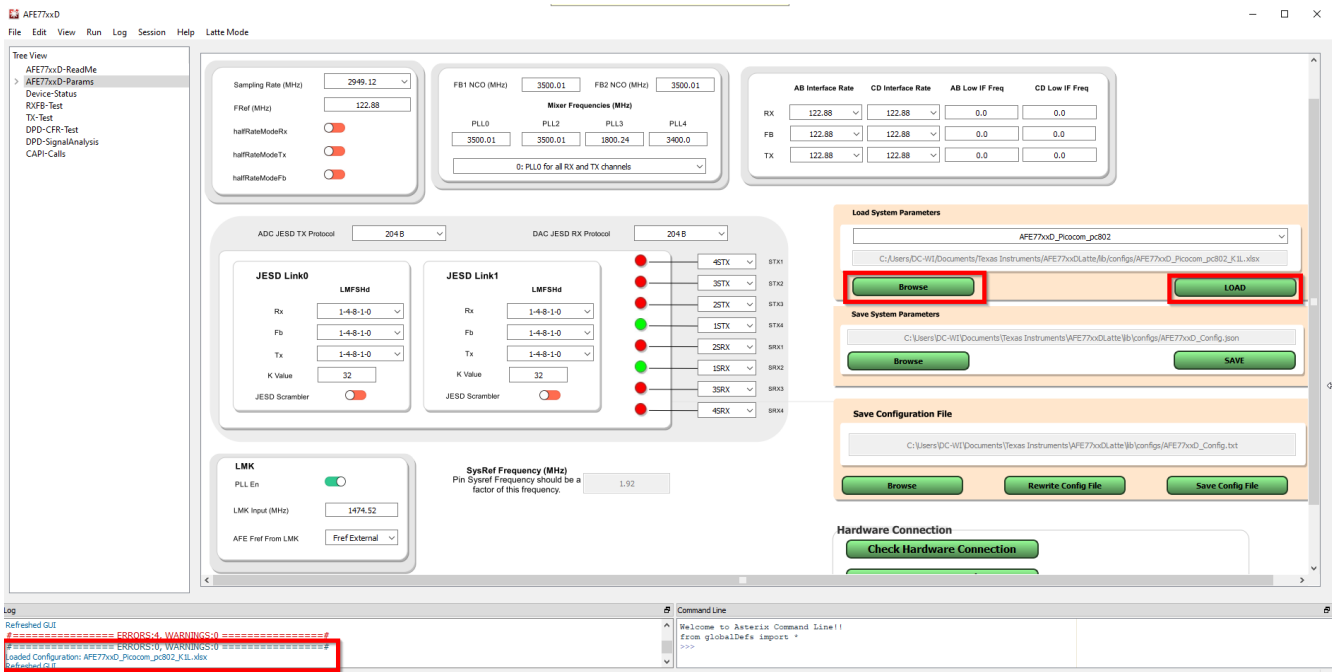 AFE77xxD
File Edit View Run Log Session Help Latte Mode
Tree View
AFE77xxD-ReadMe
AFE77xxD-Params
Device-Status
RXFB-Test
TX-Test
DPD-CFR-Test
DPD-SignalAnalysis
CAPI-Calls
Sampling Rate (MHz) 2949.12
FRef (MHz) 122.88
halfRateModeRx
halfRateModeTx
halfRateModeFb
FB1 NCO (MHz) 3500.01 FB2 NCO (MHz) 3500.01
Mixer Frequencies (MHz)
PLL0 PLL2 PLL3 PLL4
3500.01 3500.01 1800.24 3400.0
0: PLL0 for all RX and TX channels
AB Interface Rate CD Interface Rate AB Low IF Freq CD Low IF Freq
RX 122.88 122.88 0.0 0.0
FB 122.88 122.88 0.0 0.0
TX 122.88 122.88 0.0 0.0
ADC JESD TX Protocol 204B DAC JESD RX Protocol 204B
JESD Link0
LMFSHd
Rx 1-4-8-1-0
Fb 1-4-8-1-0
Tx 1-4-8-1-0
K Value 32
JESD Scrambler
JESD Link1
LMFSHd
Rx 1-4-8-1-0
Fb 1-4-8-1-0
Tx 1-4-8-1-0
K Value 32
JESD Scrambler
4STX STX1
3STX STX2
2STX STX3
1STX STX4
2SRX SRX1
1SRX SRX2
3SRX SRX3
4SRX SRX4
Load System Parameters
AFE77xxD_Picocom_pc802
C:/Users/DC-WI/Documents/Texas Instruments/AFE77xxDLatte/lib/configs/AFE77xxD_Picocom_pc802_K1L.xlsx
Browse LOAD
Save System Parameters
C:\Users\DC-WI\Documents\Texas Instruments\AFE77xxDLatte\lib\configs/AFE77xxD_Config.json
Browse SAVE
Save Configuration File
C:\Users\DC-WI\Documents\Texas Instruments\AFE77xxDLatte\lib\configs/AFE77xxD_Config.txt
Browse Rewrite Config File Save Config File
LMK
PLL En
LMK Input (MHz) 1474.52
AFE Fref From LMK Fref External
SysRef Frequency (MHz)
Pin Sysref Frequency should be a
factor of this frequency.
1.92
Hardware Connection
Check Hardware Connection
Log
Refreshed GUI
#================ ERRORS:4, WARNINGS:0 ================#
#================ ERRORS:0, WARNINGS:0 ================#
Loaded Configuration: AFE77xxD_Picocom_pc802_K1L.xlsx
Refreshed GUI
Command Line
Welcome to Asterix Command Line!!
from globalDefs import *
>>>